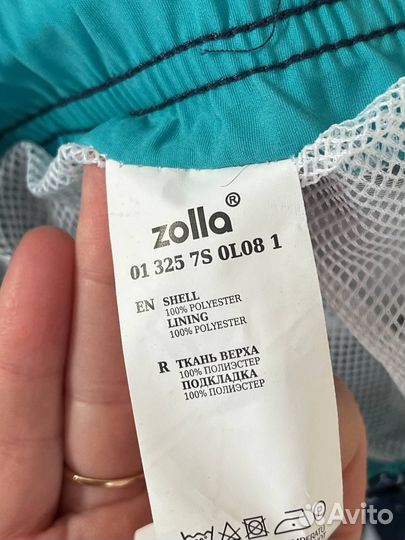 zolla®
01 325 7S 0L08 1
EN SHELL
100% POLYESTER
LINING
100% POLYESTER
R ТКАНЬ ВЕРХА
100% ПОЛИЭСТЕР
ПОДКЛАДКА
100% ПОЛИЭСТЕР
Avito